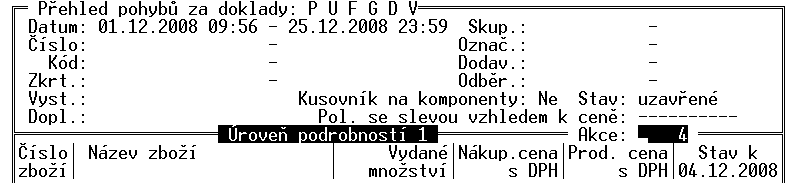 Přehled pohybů za doklady: P U F G D V
Datum: 01.12.2008 09:56 - 25.12.2008 23:59 Skup.: -
Číslo: - Označ.: -
Kód: - Dodav.: -
Zkrt.: - Odběr.: -
Vyst.: Kusovník na komponenty: Ne Stav: uzavřené
Dopl.: Pol. se slevou vzhledem k ceně: ----------
Úroveň podrobností 1 Akce: 4
Číslo Název zboží Vydané Nákup.cena Prod. cena Stav k
zboží množství s DPH s DPH 04.12.2008